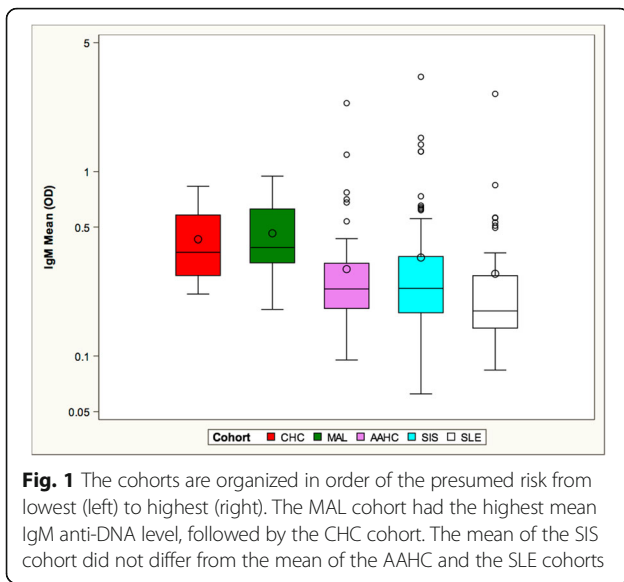 5
1
0.5
0.1
0.05
IgM Mean (OD)
Cohort CHC MAL AAHC SIS SLE
Fig. 1 The cohorts are organized in order of the presumed risk from
lowest (left) to highest (right). The MAL cohort had the highest mean
IgM anti-DNA level, followed by the CHC cohort. The mean of the SIS
cohort did not differ from the mean of the AAHC and the SLE cohorts